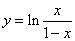 y = ln x/(1−x)